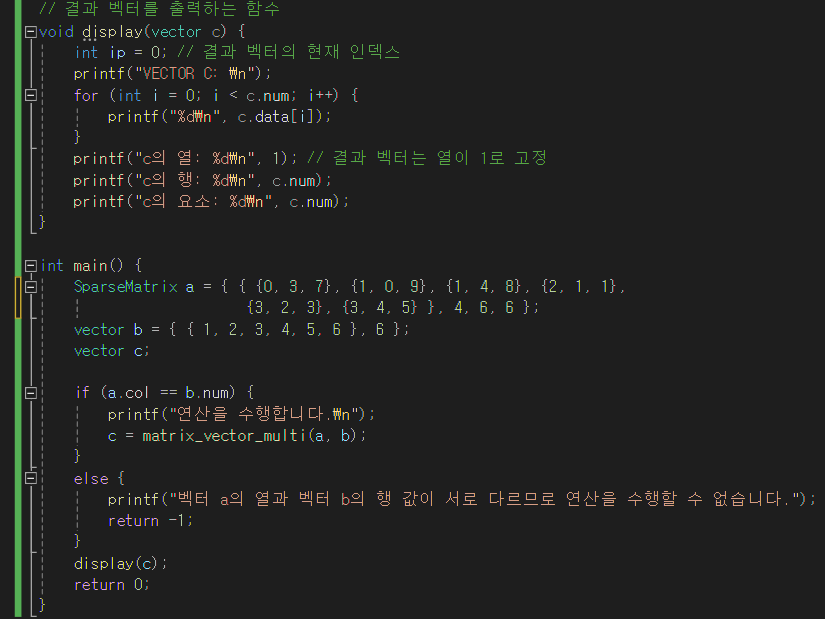 // 결과 벡터를 출력하는 함수
void display(vector c) {
int ip = 0; // 결과 벡터의 현재 인덱스
printf("VECTOR C: ₩n");
for (int i = 0; i < c.num; i++) {
printf("%d₩n", c.data[i]);
}
printf("c의 열: %d₩n", 1); // 결과 벡터는 열이 1로 고정
printf("c의 행: %d₩n", c.num);
printf("c의 요소: %d₩n", c.num);
}
int main() {
SparseMatrix a = { { {0, 3, 7}, {1, 0, 9}, {1, 4, 8}, {2, 1, 1},
{3, 2, 3}, {3, 4, 5} }, 4, 6, 6 };
vector b = { { 1, 2, 3, 4, 5, 6 }, 6 };
vector c;
if (a.col == b.num) {
printf("연산을 수행합니다.₩n");
c = matrix_vector_multi(a, b);
}
else {
printf("벡터 a의 열과 벡터 b의 행 값이 서로 다르므로 연산을 수행할 수 없습니다.");
return -1;
}
display(c);
return 0;
}